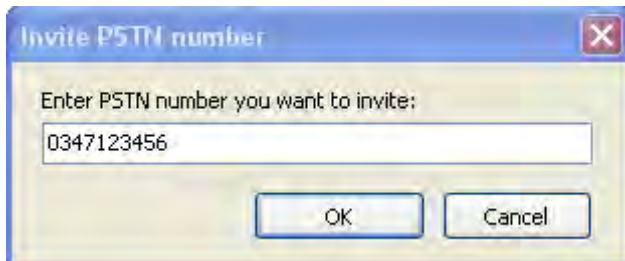 Invite PSTN number
Enter PSTN number you want to invite:
0347123456
OK
Cancel